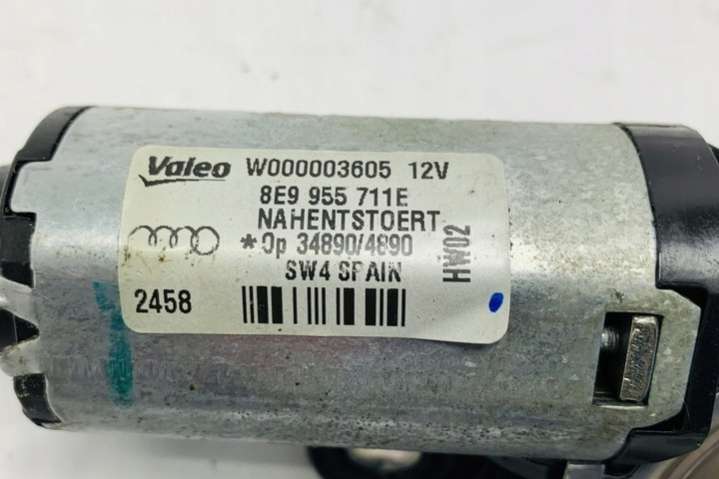 Valeo W000003605 12V
8E9 955 711E
NAHENTSTOERT
*Op 34890/4890
SW4 SPAIN
HW02
2458